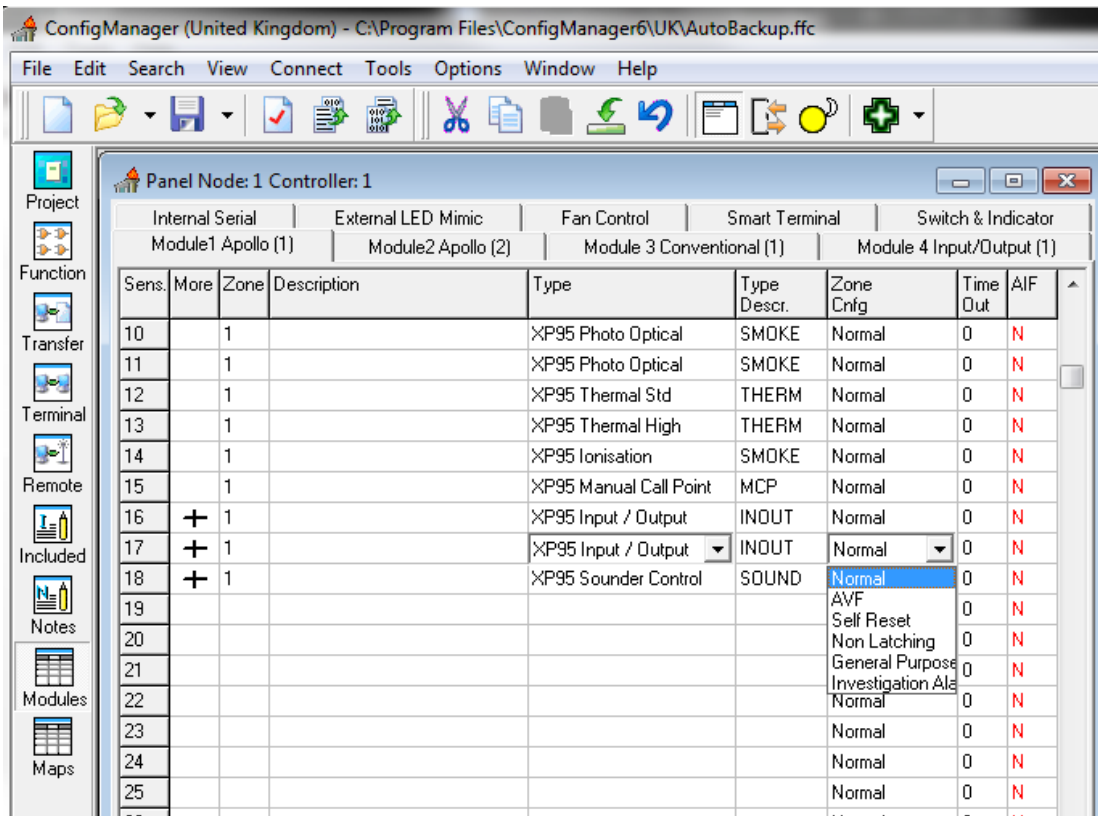 ConfigManager (United Kingdom) - C:\Program Files\ConfigManager6\UK\AutoBackup.ffc
File Edit Search View Connect Tools Options Window Help
Project
Function
Transfer
Terminal
Remote
Included
Notes
Modules
Maps
Panel Node: 1 Controller: 1
Internal Serial External LED Mimic Fan Control Smart Terminal Switch & Indicator
Module1 Apollo (1) Module2 Apollo (2) Module 3 Conventional (1) Module 4 Input/Output (1)
Sens. More Zone Description Type Type Descr. Zone Cnfg Time Out AIF
10 1 XP95 Photo Optical SMOKE Normal 0 N
11 1 XP95 Photo Optical SMOKE Normal 0 N
12 1 XP95 Thermal Std THERM Normal 0 N
13 1 XP95 Thermal High THERM Normal 0 N
14 1 XP95 Ionisation SMOKE Normal 0 N
15 1 XP95 Manual Call Point MCP Normal 0 N
16 + 1 XP95 Input / Output INOUT Normal 0 N
17 + 1 XP95 Input / Output INOUT Normal 0 N
18 + 1 XP95 Sounder Control SOUND Normal 0 N
AVF
19 0 N
Self Reset
20 Non Latching 0 N
General Purpose
21 0 N
Investigation Ala
22 Normal 0 N
23 Normal 0 N
24 Normal 0 N
25 Normal 0 N